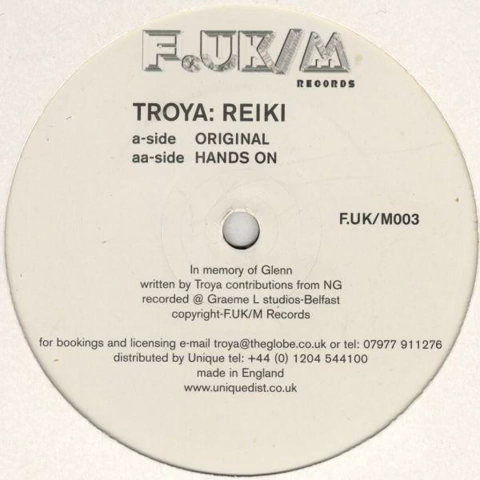 F.UK/M
RECORDS
TROYA: REIKI
a-side ORIGINAL
aa-side HANDS ON
F.UK/M003
In memory of Glenn
written by Troya contributions from NG
recorded @ Graeme L studios-Belfast
copyright-F.UK/M Records
for bookings and licensing e-mail troya@theglobe.co.uk or tel: 07977 911276
distributed by Unique tel: +44 (0) 1204 544100
made in England
www.uniquedist.co.uk